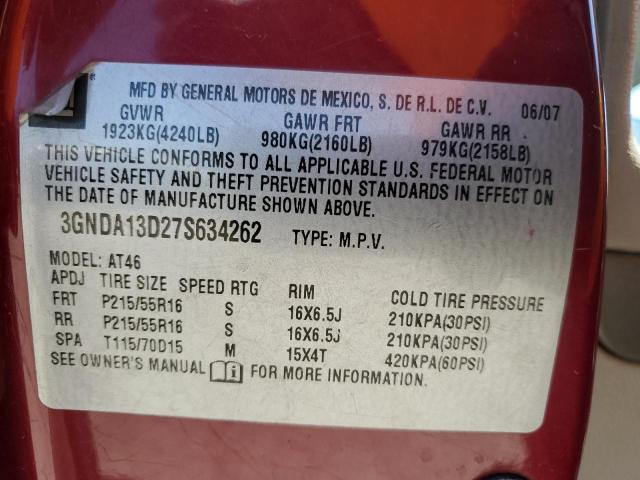 MFD BY GENERAL MOTORS DE MEXICO, S. DE R.L. DE C.V. 06/07
GVWR GAWR FRT GAWR RR
1923KG(4240LB) 980KG(2160LB) 979KG(2158LB)
THIS VEHICLE CONFORMS TO ALL APPLICABLE U.S. FEDERAL MOTOR
VEHICLE SAFETY AND THEFT PREVENTION STANDARDS IN EFFECT ON
THE DATE OF MANUFACTURE SHOWN ABOVE.
3GNDA13D27S634262 TYPE: M.P.V.
MODEL: AT46
APDJ TIRE SIZE SPEED RTG RIM COLD TIRE PRESSURE
FRT P215/55R16 S 16X6.5J 210KPA(30PSI)
RR P215/55R16 S 16X6.5J 210KPA(30PSI)
SPA T115/70D15 M 15X4T 420KPA(60PSI)
SEE OWNER'S MANUAL i FOR MORE INFORMATION.